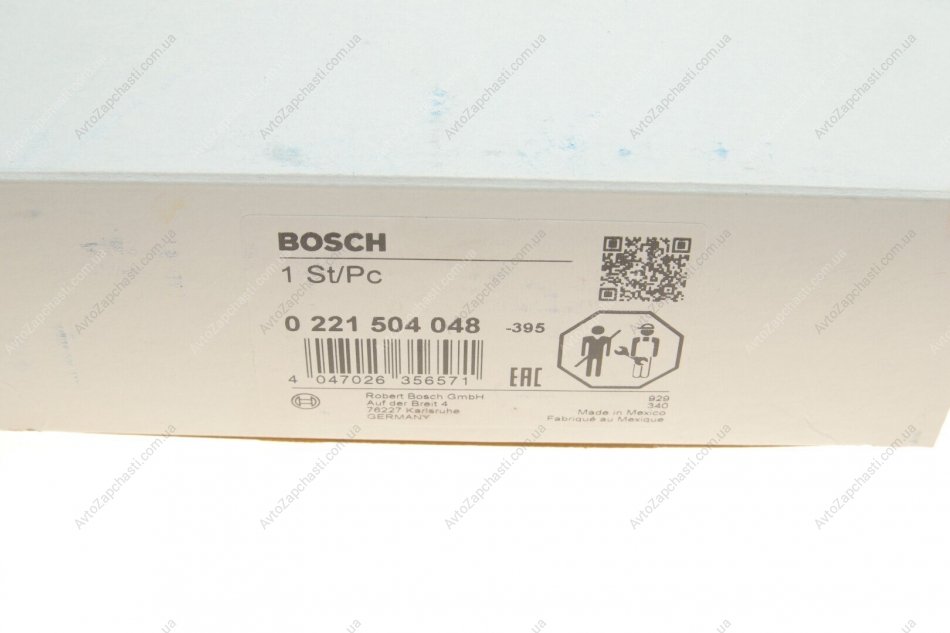 BOSCH
1 St/Pc
0 221 504 048 -395
4 047026 356571
EAC
Robert Bosch GmbH
Auf der Breit 4
76227 Karlsruhe
GERMANY
929
340
Made in Mexico
Fabriqué au Mexique
AvtoZapchasti.com.ua